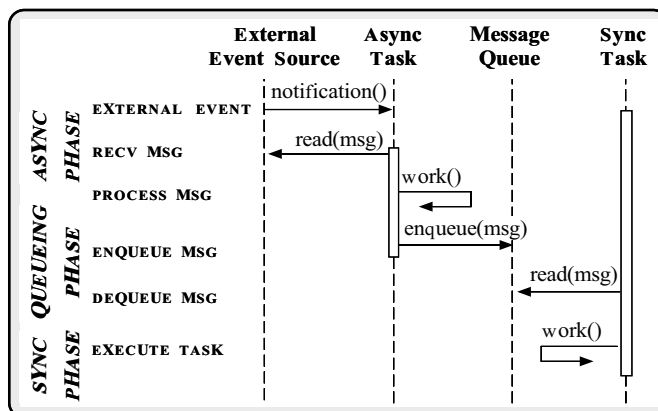 External Event Source
Async Task
Message Queue
Sync Task
ASYNC PHASE
EXTERNAL EVENT
notification()
RECV MSG
read(msg)
PROCESS MSG
work()
QUEUEING PHASE
ENQUEUE MSG
enqueue(msg)
DEQUEUE MSG
read(msg)
SYNC PHASE
EXECUTE TASK
work()